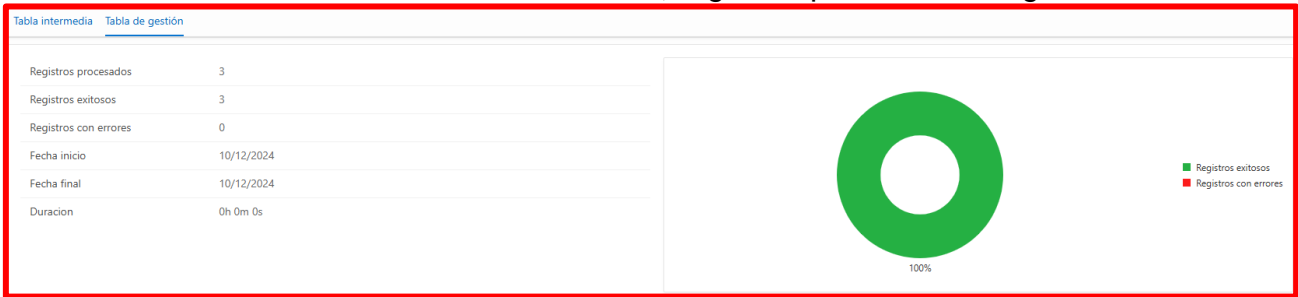 Tabla intermedia Tabla de gestión
Registros procesados 3
Registros exitosos 3
Registros con errores 0
Fecha inicio 10/12/2024
Fecha final 10/12/2024
Duracion 0h 0m 0s
Registros exitosos
Registros con errores
100%